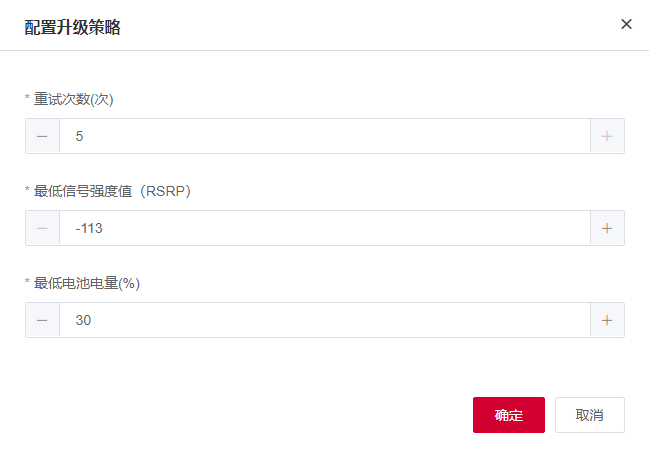 配置升级策略
* 重试次数(次)
5
* 最低信号强度值（RSRP）
-113
* 最低电池电量(%)
30
确定 取消